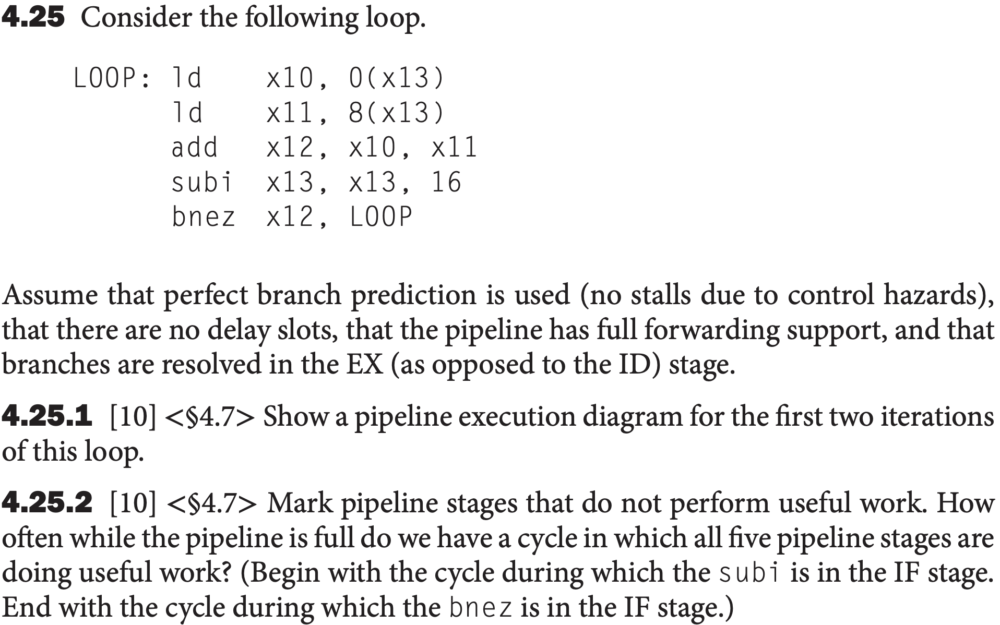 4.25 Consider the following loop.
LOOP: ld x10, 0(x13)
ld x11, 8(x13)
add x12, x10, x11
subi x13, x13, 16
bnez x12, LOOP
Assume that perfect branch prediction is used (no stalls due to control hazards),
that there are no delay slots, that the pipeline has full forwarding support, and that
branches are resolved in the EX (as opposed to the ID) stage.
4.25.1 [10] <§4.7> Show a pipeline execution diagram for the first two iterations
of this loop.
4.25.2 [10] <§4.7> Mark pipeline stages that do not perform useful work. How
often while the pipeline is full do we have a cycle in which all five pipeline stages are
doing useful work? (Begin with the cycle during which the subi is in the IF stage.
End with the cycle during which the bnez is in the IF stage.)